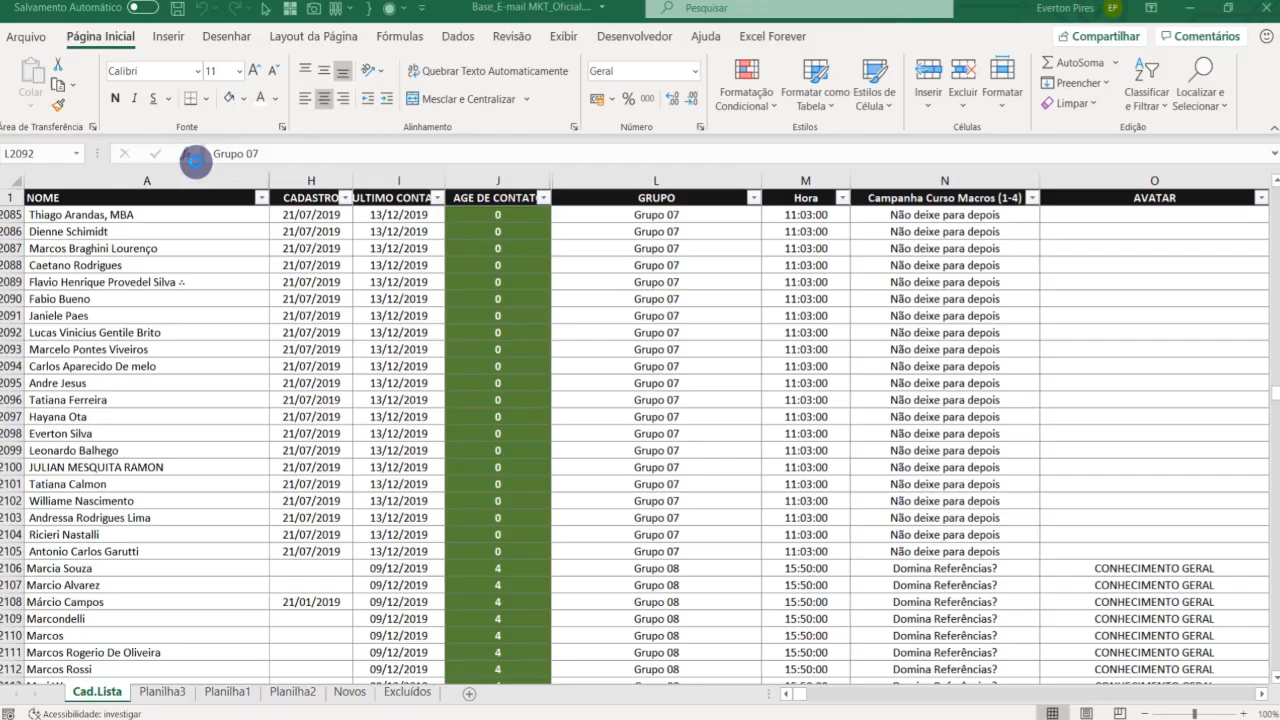 Salvamento Automático
Base_E-mail MKT_Oficial....
Pesquisar
Everton Pires
EP
Arquivo Página Inicial Inserir Desenhar Layout da Página Fórmulas Dados Revisão Exibir Desenvolvedor Ajuda Excel Forever
Compartilhar
Comentários
Colar
Calibri 11
Quebrar Texto Automaticamente
Geral
Formatação Condicional
Formatar como Tabela
Estilos de Célula
Inserir
Excluir
Formatar
AutoSoma
Preencher
Limpar
Classificar e Filtrar
Localizar e Selecionar
N I S
Mescla e Centralizar
% 000
Área de Transferência Fonte Alinhamento Número Estilos Células Edição
L2092 Grupo 07
A H I J L M N O
1 NOME CADASTRO ULTIMO CONTA AGE DE CONTAT GRUPO Hora Campanha Curso Macros (1-4) AVATAR
2085 Thiago Arandas, MBA 21/07/2019 13/12/2019 0 Grupo 07 11:03:00 Não deixe para depois
2086 Dienne Schimidt 21/07/2019 13/12/2019 0 Grupo 07 11:03:00 Não deixe para depois
2087 Marcos Braghini Lourenço 21/07/2019 13/12/2019 0 Grupo 07 11:03:00 Não deixe para depois
2088 Caetano Rodrigues 21/07/2019 13/12/2019 0 Grupo 07 11:03:00 Não deixe para depois
2089 Flavio Henrique Provedel Silva ∴ 21/07/2019 13/12/2019 0 Grupo 07 11:03:00 Não deixe para depois
2090 Fabio Bueno 21/07/2019 13/12/2019 0 Grupo 07 11:03:00 Não deixe para depois
2091 Janiele Paes 21/07/2019 13/12/2019 0 Grupo 07 11:03:00 Não deixe para depois
2092 Lucas Vinicius Gentile Brito 21/07/2019 13/12/2019 0 Grupo 07 11:03:00 Não deixe para depois
2093 Marcelo Pontes Viveiros 21/07/2019 13/12/2019 0 Grupo 07 11:03:00 Não deixe para depois
2094 Carlos Aparecido De melo 21/07/2019 13/12/2019 0 Grupo 07 11:03:00 Não deixe para depois
2095 Andre Jesus 21/07/2019 13/12/2019 0 Grupo 07 11:03:00 Não deixe para depois
2096 Tatiana Ferreira 21/07/2019 13/12/2019 0 Grupo 07 11:03:00 Não deixe para depois
2097 Hayana Ota 21/07/2019 13/12/2019 0 Grupo 07 11:03:00 Não deixe para depois
2098 Everton Silva 21/07/2019 13/12/2019 0 Grupo 07 11:03:00 Não deixe para depois
2099 Leonardo Balhego 21/07/2019 13/12/2019 0 Grupo 07 11:03:00 Não deixe para depois
2100 JULIAN MESQUITA RAMON 21/07/2019 13/12/2019 0 Grupo 07 11:03:00 Não deixe para depois
2101 Tatiana Calmon 21/07/2019 13/12/2019 0 Grupo 07 11:03:00 Não deixe para depois
2102 Williame Nascimento 21/07/2019 13/12/2019 0 Grupo 07 11:03:00 Não deixe para depois
2103 Andressa Rodrigues Lima 21/07/2019 13/12/2019 0 Grupo 07 11:03:00 Não deixe para depois
2104 Ricieri Nastalli 21/07/2019 13/12/2019 0 Grupo 07 11:03:00 Não deixe para depois
2105 Antonio Carlos Garutti 21/07/2019 13/12/2019 0 Grupo 07 11:03:00 Não deixe para depois
2106 Marcia Souza 09/12/2019 4 Grupo 08 15:50:00 Domina Referências? CONHECIMENTO GERAL
2107 Marcio Alvarez 09/12/2019 4 Grupo 08 15:50:00 Domina Referências? CONHECIMENTO GERAL
2108 Márcio Campos 21/01/2019 09/12/2019 4 Grupo 08 15:50:00 Domina Referências? CONHECIMENTO GERAL
2109 Marcondelli 09/12/2019 4 Grupo 08 15:50:00 Domina Referências? CONHECIMENTO GERAL
2110 Marcos 09/12/2019 4 Grupo 08 15:50:00 Domina Referências? CONHECIMENTO GERAL
2111 Marcos Rogerio De Oliveira 09/12/2019 4 Grupo 08 15:50:00 Domina Referências? CONHECIMENTO GERAL
2112 Marcos Rossi 09/12/2019 4 Grupo 08 15:50:00 Domina Referências? CONHECIMENTO GERAL
Cad.Lista Planilha3 Planilha1 Planilha2 Novos Excluídos
Acessibilidade: investigar
100%